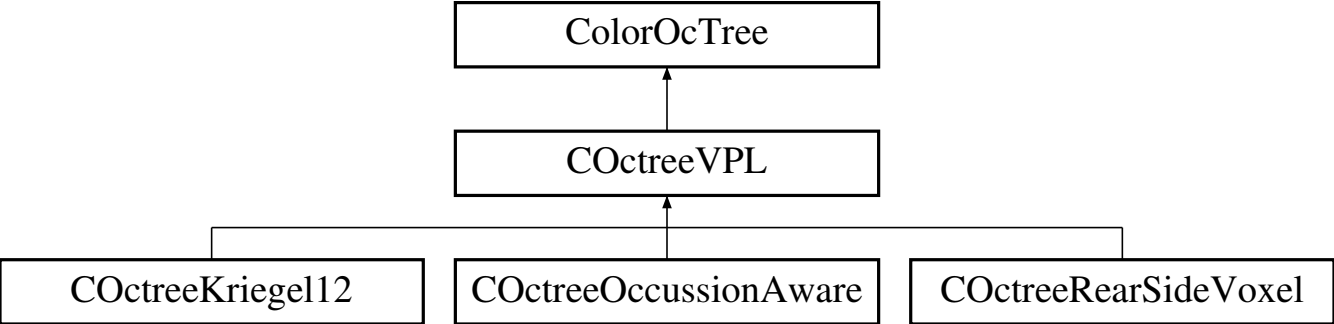 ColorOcTree
COctreeVPL
COctreeKriegel12
COctreeOccussionAware
COctreeRearSideVoxel